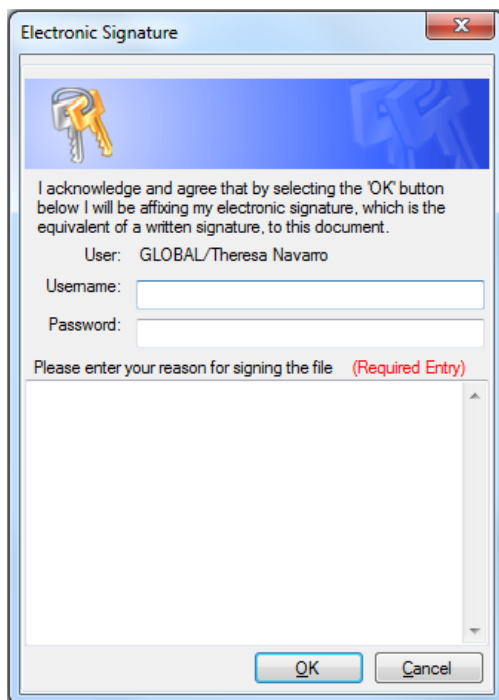 Electronic Signature
I acknowledge and agree that by selecting the 'OK' button
below I will be affixing my electronic signature, which is the
equivalent of a written signature, to this document.
User: GLOBAL/Theresa Navarro
Username:
Password:
Please enter your reason for signing the file (Required Entry)
OK Cancel